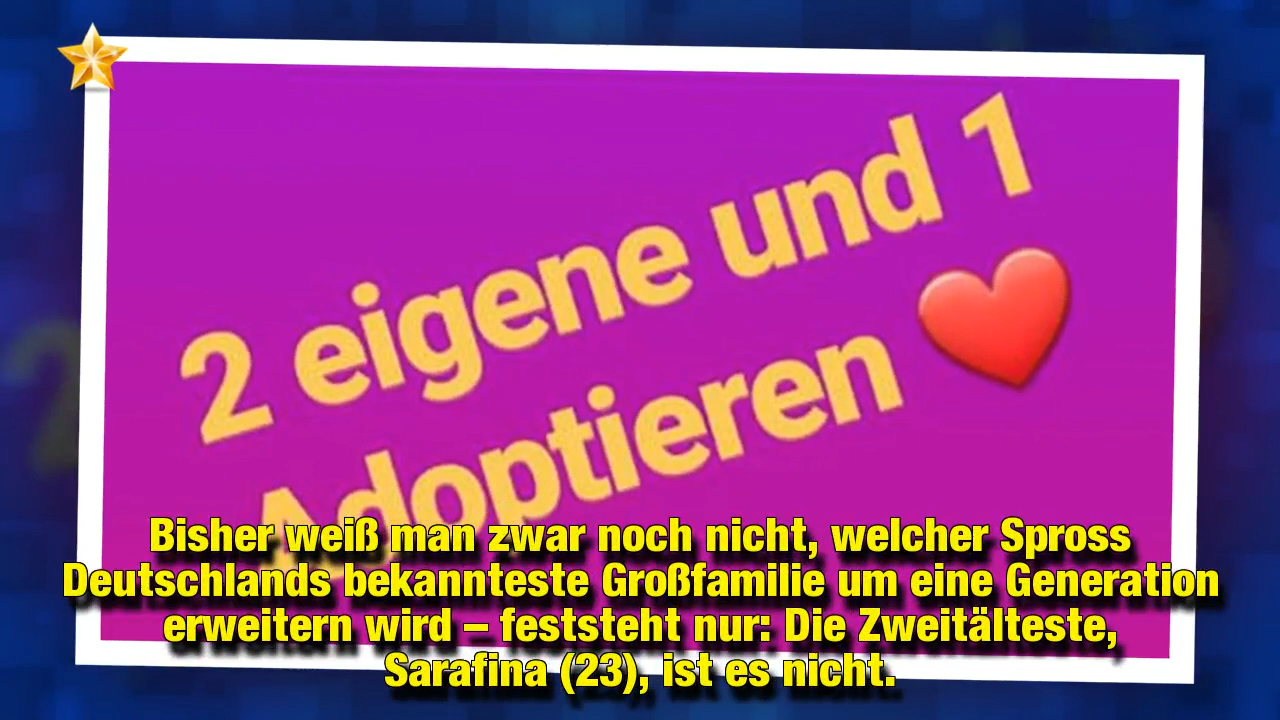 2 eigene und 1
Adoptieren ❤️
Bisher weiß man zwar noch nicht, welcher Spross
Deutschlands bekannteste Großfamilie um eine Generation
erweitern wird – feststeht nur: Die Zweitälteste,
Sarafina (23), ist es nicht.